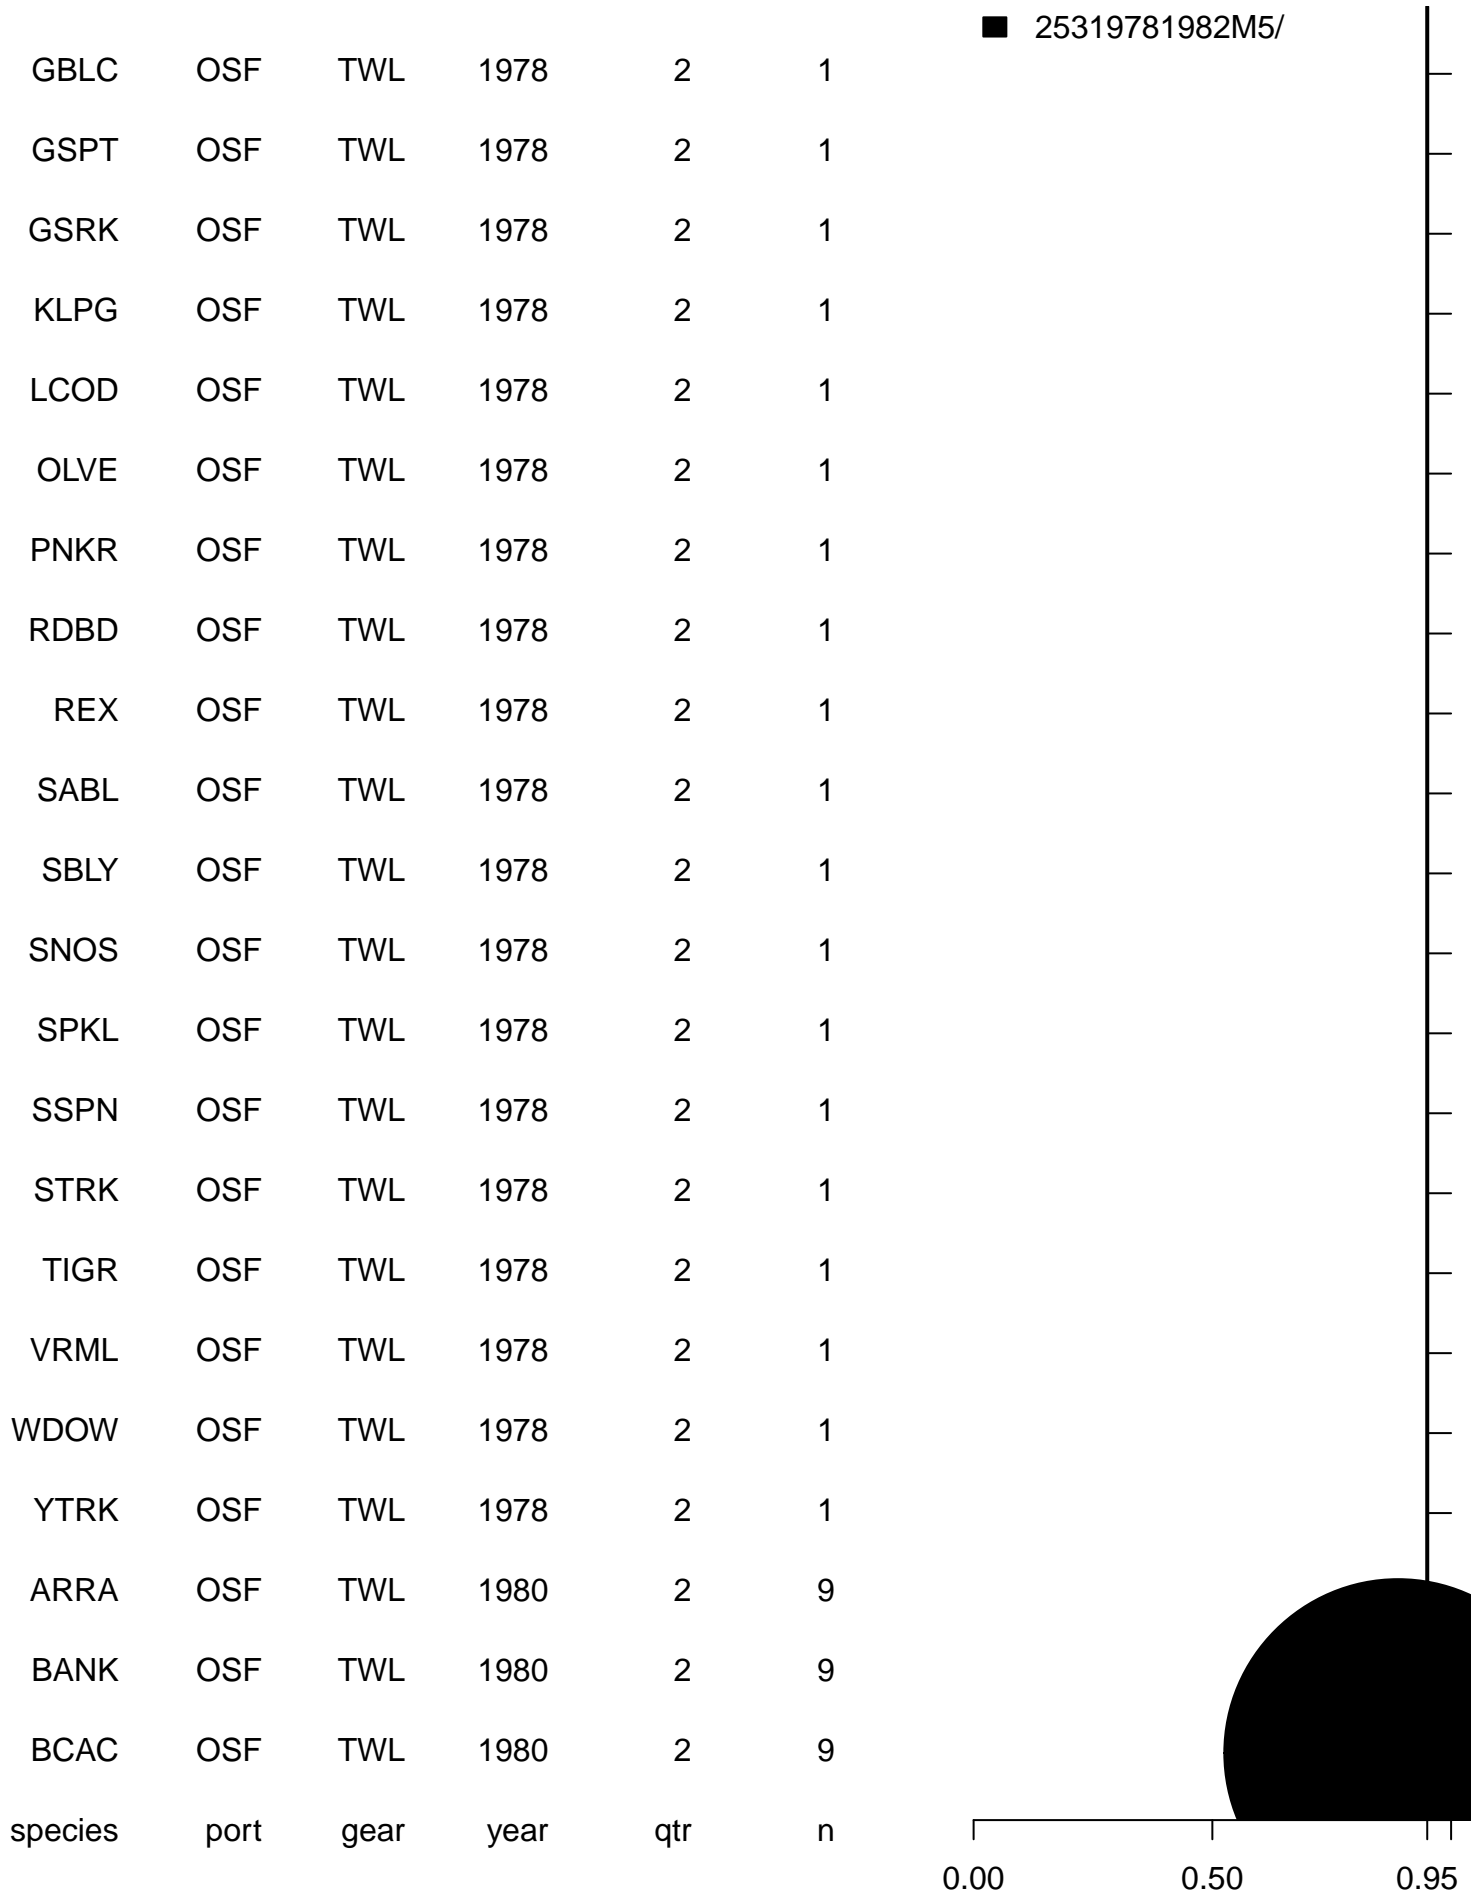 25319781982M5/
GBLC OSF TWL 1978 2 1
GSPT OSF TWL 1978 2 1
GSRK OSF TWL 1978 2 1
KLPG OSF TWL 1978 2 1
LCOD OSF TWL 1978 2 1
OLVE OSF TWL 1978 2 1
PNKR OSF TWL 1978 2 1
RDBD OSF TWL 1978 2 1
REX OSF TWL 1978 2 1
SABL OSF TWL 1978 2 1
SBLY OSF TWL 1978 2 1
SNOS OSF TWL 1978 2 1
SPKL OSF TWL 1978 2 1
SSPN OSF TWL 1978 2 1
STRK OSF TWL 1978 2 1
TIGR OSF TWL 1978 2 1
VRML OSF TWL 1978 2 1
WDOW OSF TWL 1978 2 1
YTRK OSF TWL 1978 2 1
ARRA OSF TWL 1980 2 9
BANK OSF TWL 1980 2 9
BCAC OSF TWL 1980 2 9
species port gear year qtr n
0.00 0.50 0.95